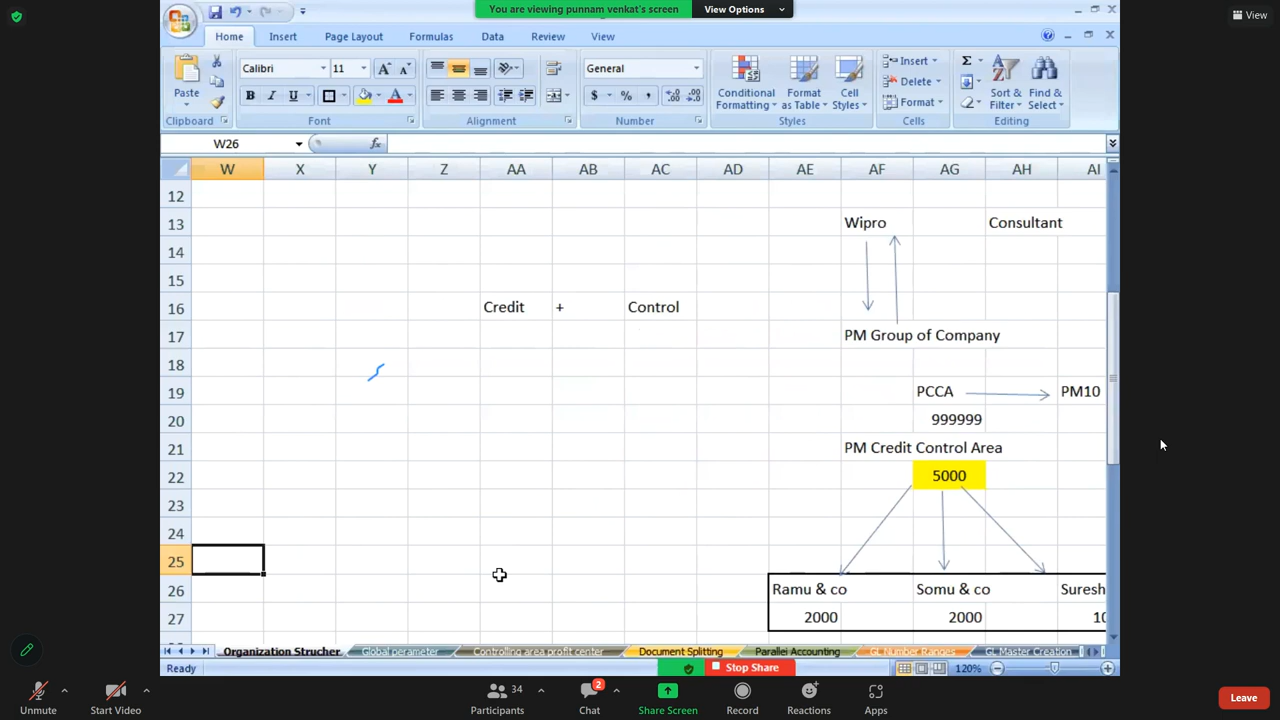 You are viewing punnam venkat's screen
View Options
View
Home Insert Page Layout Formulas Data Review View
Paste
Calibri 11
B I U
General
$ % ,
Conditional Formatting
Format as Table
Cell Styles
Insert
Delete
Format
Σ
Sort & Filter
Find & Select
Clipboard Font Alignment Number Styles Cells Editing
W26 fx
W X Y Z AA AB AC AD AE AF AG AH AI
12
13 Wipro Consultant
14
15
16 Credit + Control
17 PM Group of Company
18
19 PCCA PM10
20 999999
21 PM Credit Control Area
22 5000
23
24
25
26 Ramu & co Somu & co Suresh
27 2000 2000 10
Organization Strucher Global perameter Controlling area profit center Document Splitting Parallel Accounting GL Number Ranges GL Master Creation
Ready Stop Share 120%
Unmute Start Video 34 Participants 2 Chat Share Screen Record Reactions Apps Leave